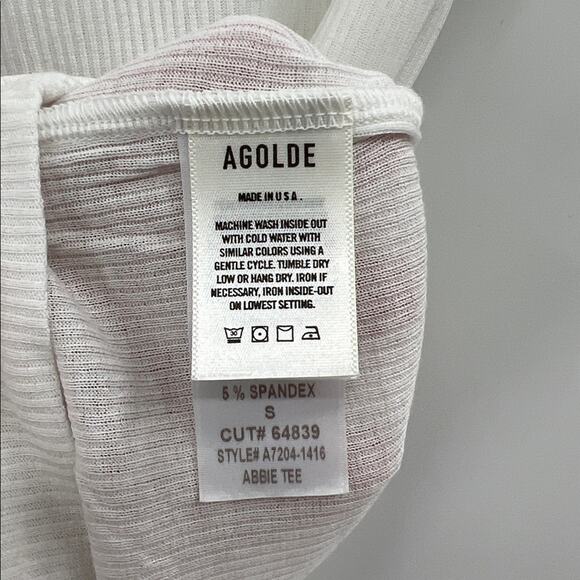 AGOLDE
MADE IN U S A .
MACHINE WASH INSIDE OUT
WITH COLD WATER WITH
SIMILAR COLORS USING A
GENTLE CYCLE. TUMBLE DRY
LOW OR HANG DRY. IRON IF
NECESSARY, IRON INSIDE-OUT
ON LOWEST SETTING.
30
5 % SPANDEX
S
CUT# 64839
STYLE# A7204-1416
ABBIE TEE